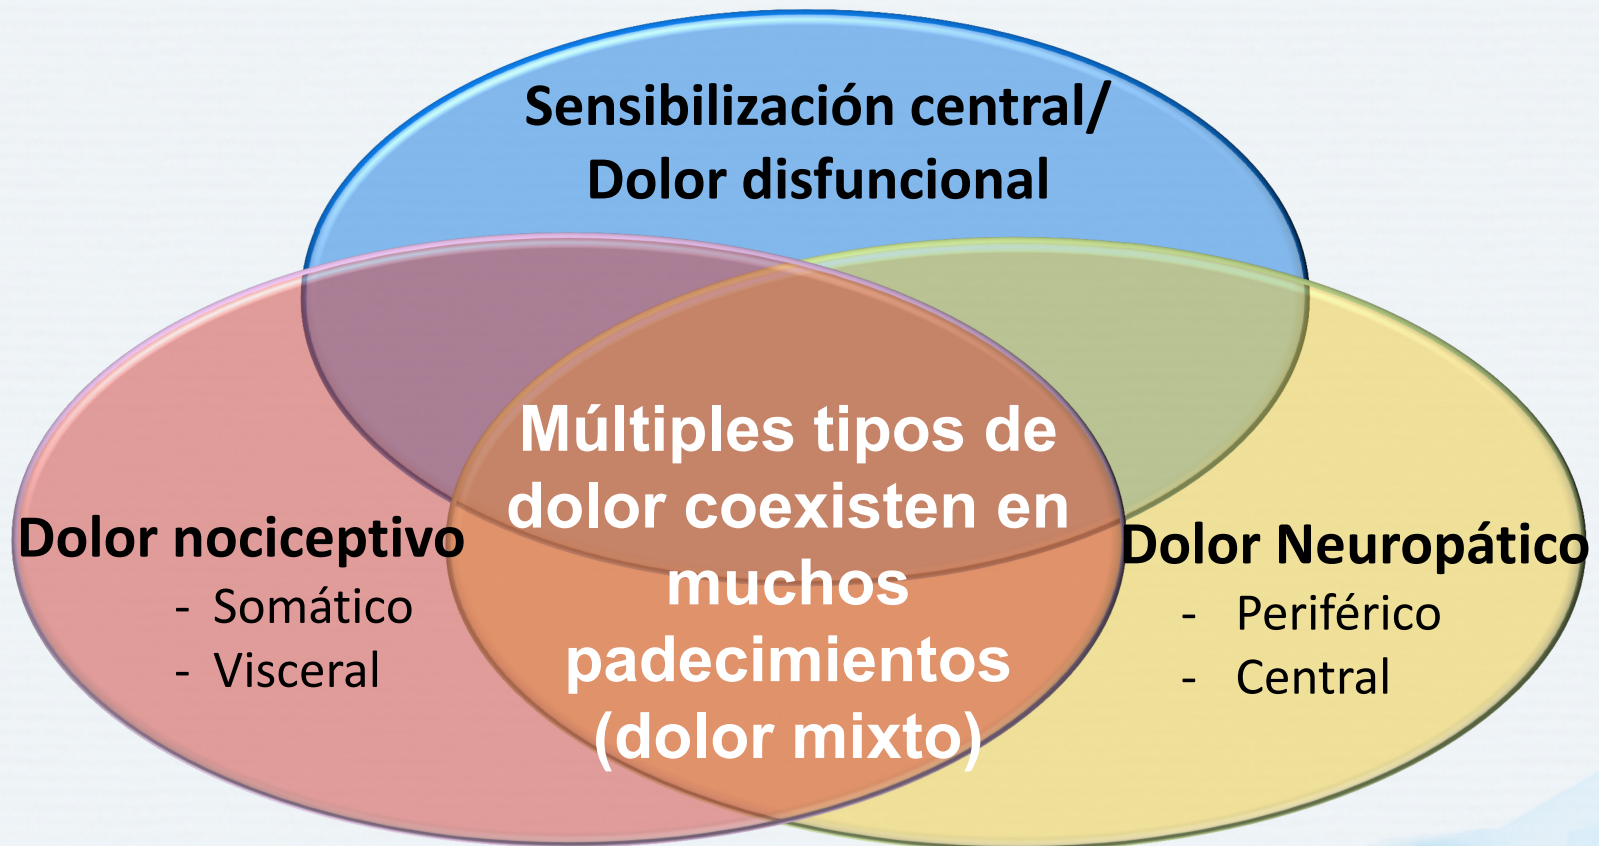 Sensibilización central/
Dolor disfuncional
Múltiples tipos de
dolor coexisten en
muchos
padecimientos
(dolor mixto)
Dolor nociceptivo
- Somático
- Visceral
Dolor Neuropático
- Periférico
- Central